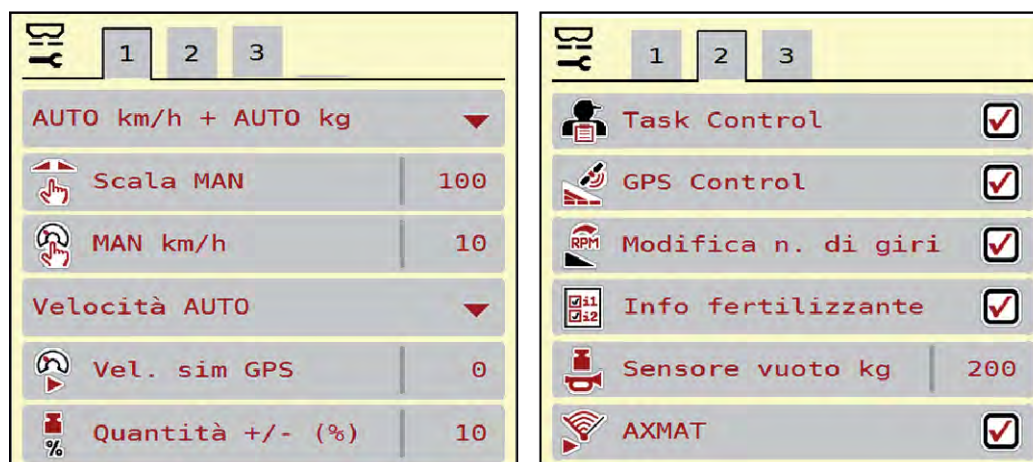 1 2 3
AUTO km/h + AUTO kg
Scala MAN 100
MAN km/h 10
Velocità AUTO
Vel. sim GPS 0
% Quantità +/- (%) 10
1 2 3
Task Control
GPS Control
RPM Modifica n. di giri
i1
i2
Info fertilizzante
Sensore vuoto kg 200
AXMAT